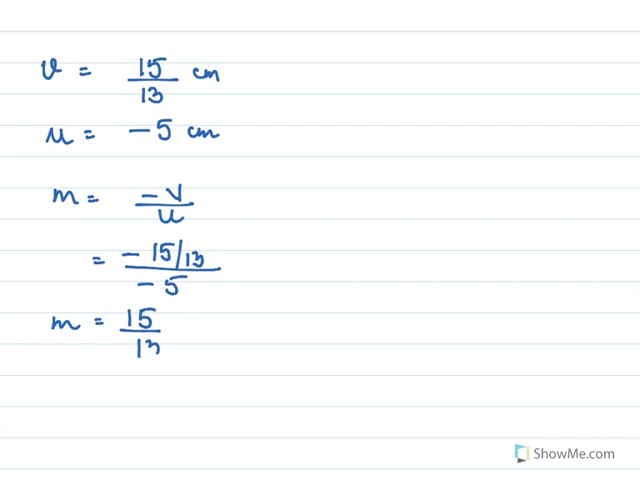 v = 15/13 cm
u = -5 cm
m = -v/u
= -15/13/-5
m = 15/13
ShowMe.com